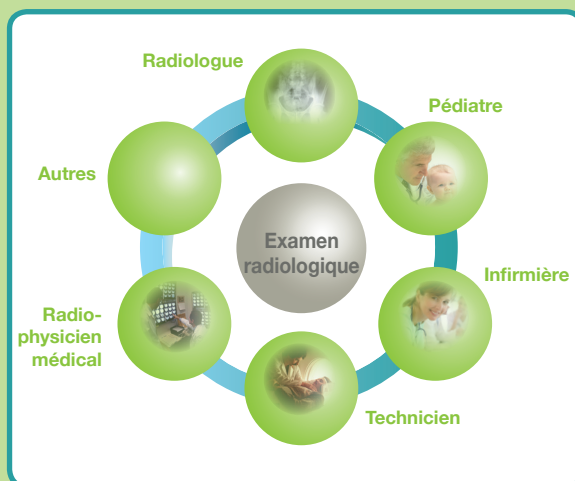 Radiologue
Pédiatre
Autres
Examen
radiologique
Infirmière
Radio-
physicien
médical
Technicien